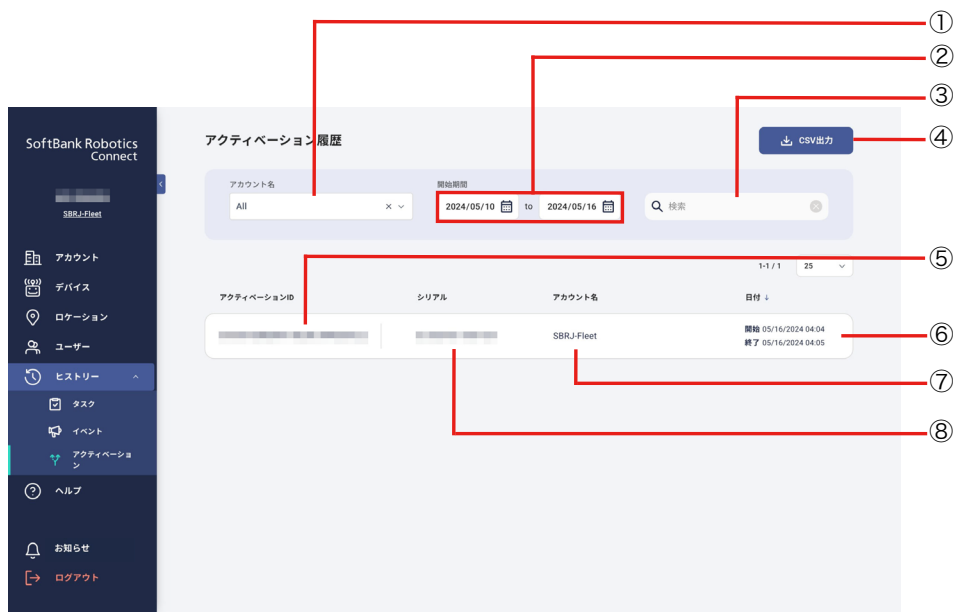 ①
②
③
④
SoftBank Robotics
Connect
SBRJ-Fleet
アカウント
デバイス
ロケーション
ユーザー
ヒストリー
タスク
イベント
アクティベーショ
ン
ヘルプ
お知らせ
ログアウト
アクティベーション履歴
CSV出力
アカウント名
All
開始期間
2024/05/10 to 2024/05/16
検索
⑤
1-1 / 1 25
アクティベーションID シリアル アカウント名 日付 ↓
SBRJ-Fleet
開始 05/16/2024 04:04
終了 05/16/2024 04:05
⑥
⑦
⑧